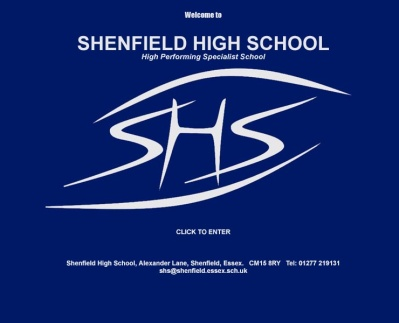 Welcome to
SHENFIELD HIGH SCHOOL
High Performing Specialist School
SHS
CLICK TO ENTER
Shenfield High School, Alexander Lane, Shenfield, Essex. CM15 8RY Tel: 01277 219131
shs@shenfield.essex.sch.uk